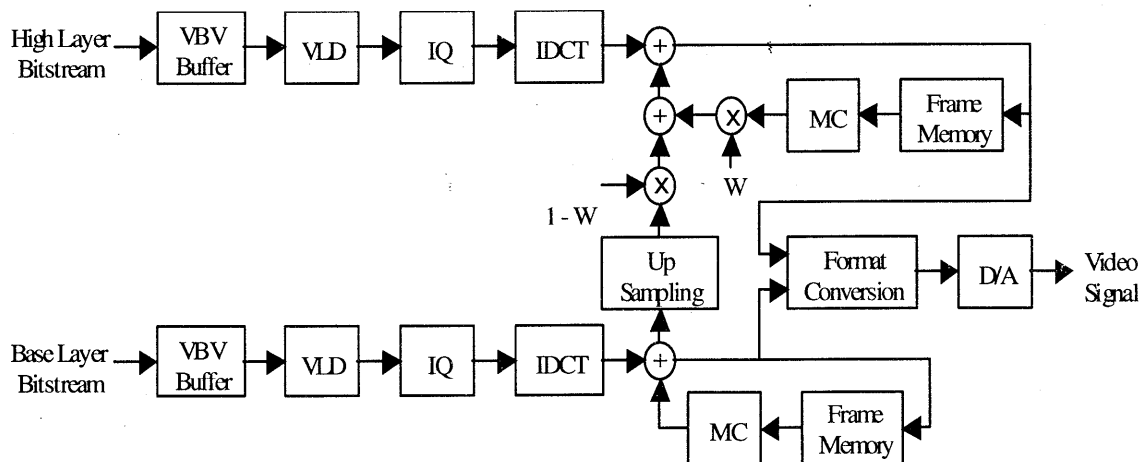 High Layer
Bitstream
VBV
Buffer
VLD
IQ
IDCT
+
+
X
W
MC
Frame
Memory
1 - W
X
Up
Sampling
Format
Conversion
D/A
Video
Signal
Base Layer
Bitstream
VBV
Buffer
VLD
IQ
IDCT
+
MC
Frame
Memory